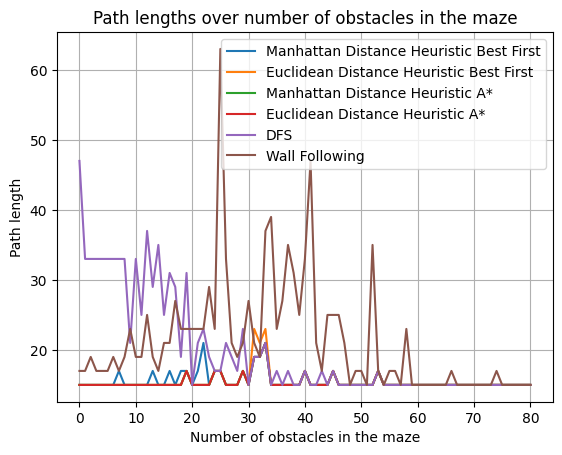 Path lengths over number of obstacles in the maze
Manhattan Distance Heuristic Best First
Euclidean Distance Heuristic Best First
Manhattan Distance Heuristic A*
Euclidean Distance Heuristic A*
DFS
Wall Following
Path length
60
50
40
30
20
0 10 20 30 40 50 60 70 80
Number of obstacles in the maze